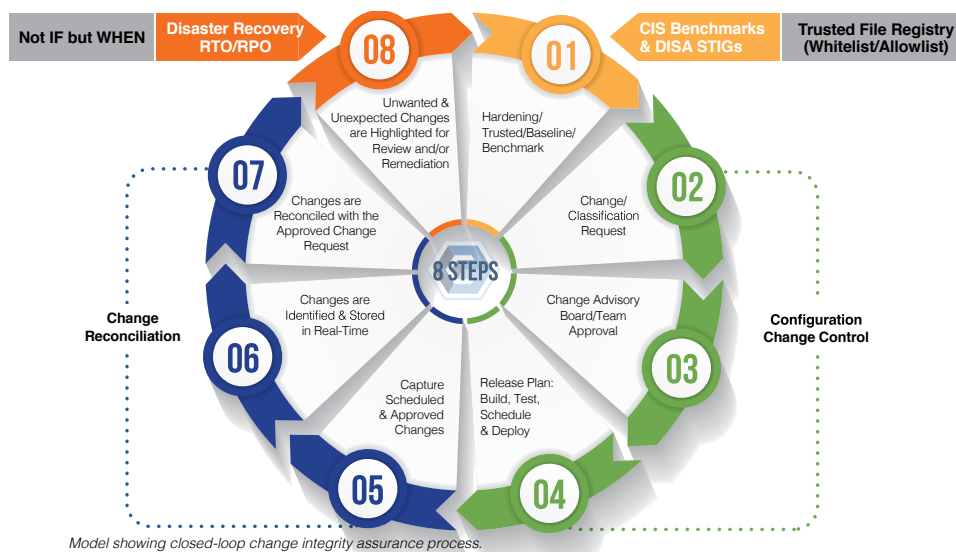 Not IF but WHEN
Disaster Recovery
RTO/RPO
CIS Benchmarks
& DISA STIGs
Trusted File Registry
(Whitelist/Allowlist)
01
Hardening/
Trusted/Baseline/
Benchmark
02
Change/
Classification
Request
03
Change Advisory
Board/Team
Approval
04
Release Plan:
Build, Test,
Schedule
& Deploy
05
Capture
Scheduled
& Approved
Changes
06
Changes are
Identified & Stored
in Real-Time
07
Changes are
Reconciled with the
Approved Change
Request
08
Unwanted &
Unexpected Changes
are Highlighted for
Review and/or
Remediation
8 STEPS
Change
Reconciliation
Configuration
Change Control
Model showing closed-loop change integrity assurance process.